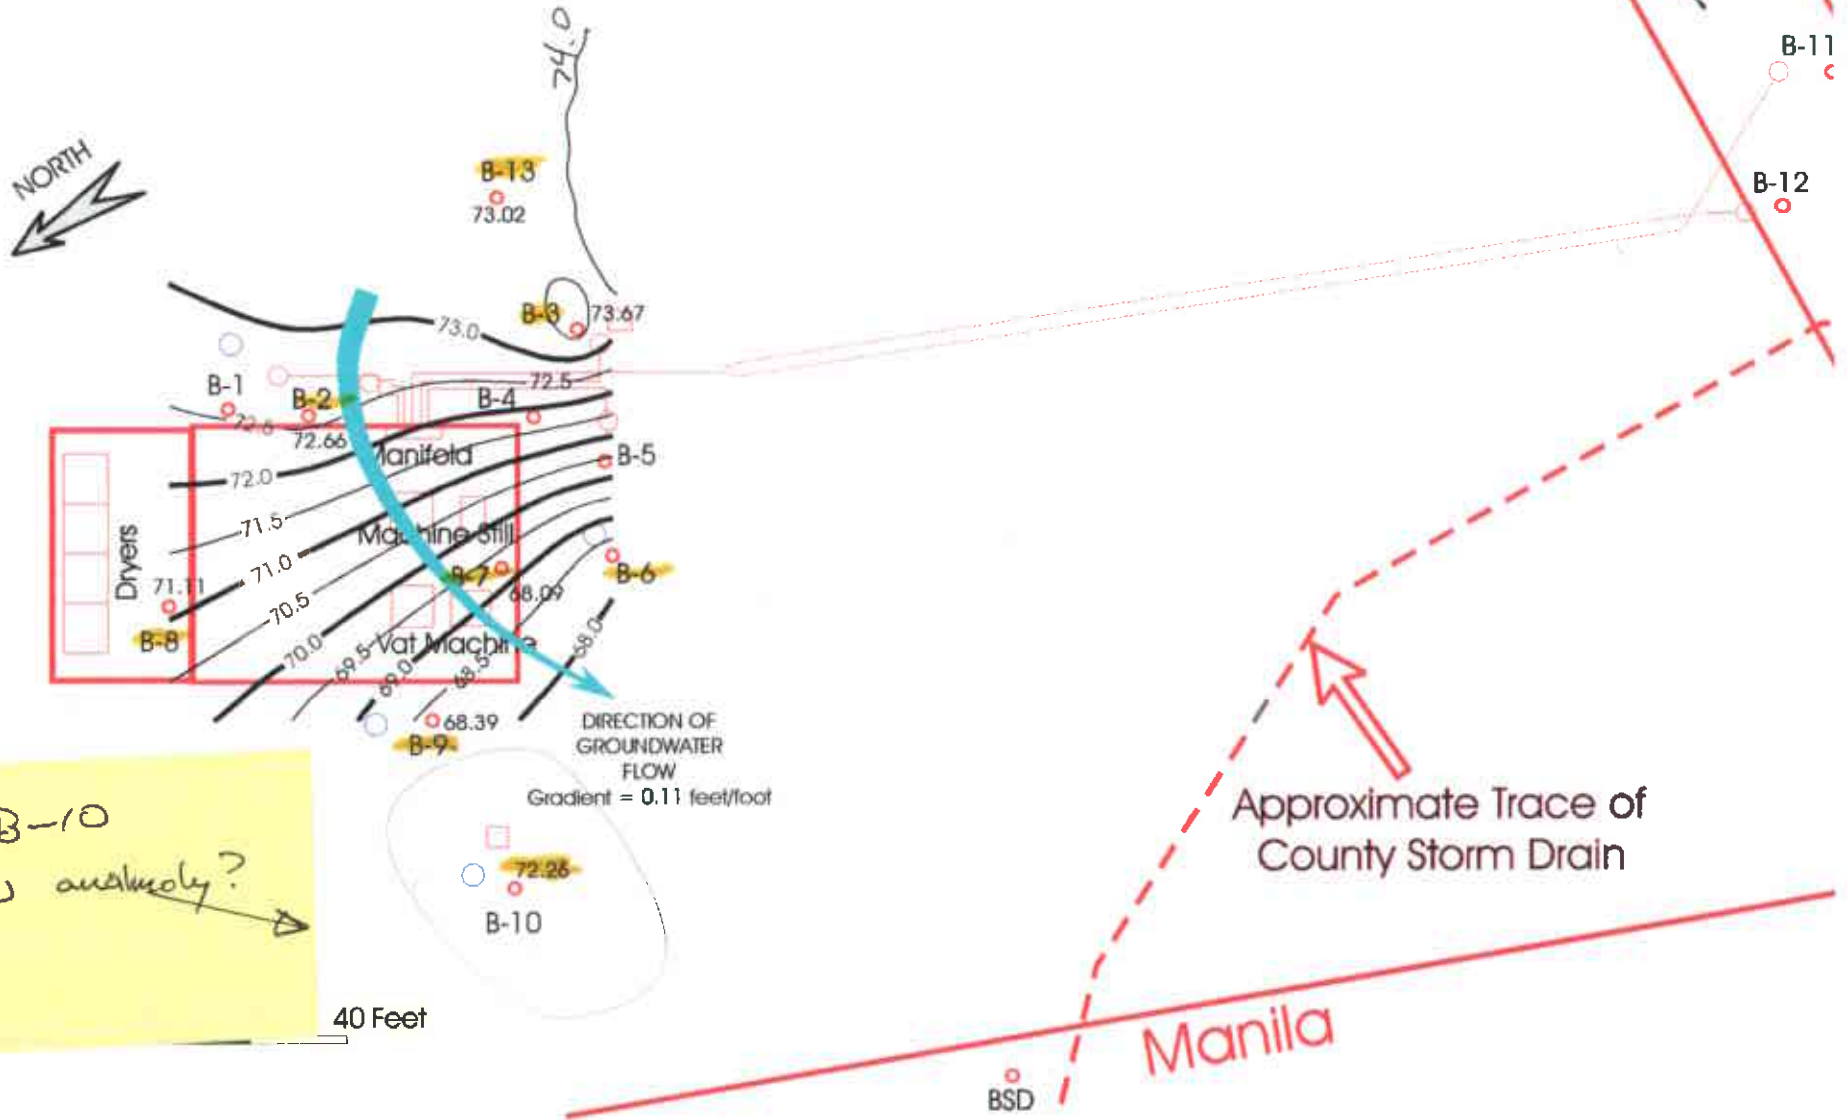 74.0
B-11
NORTH
B-13
73.02
B-12
B-3
73.67
73.0
B-1
B-2
72.5
B-4
72.5
72.66
Manifold
B-5
72.0
71.5
Machine Still
Dryers
71.0
B-7
B-6
71.11
70.5
68.09
B-8
70.0
69.5
Vat Machine
68.0
69.0
68.5
68.39
B-9
DIRECTION OF
GROUNDWATER
FLOW
Gradient = 0.11 feet/foot
B-10
72.26
B-10
Approximate Trace of
County Storm Drain
40 Feet
Manila
BSD